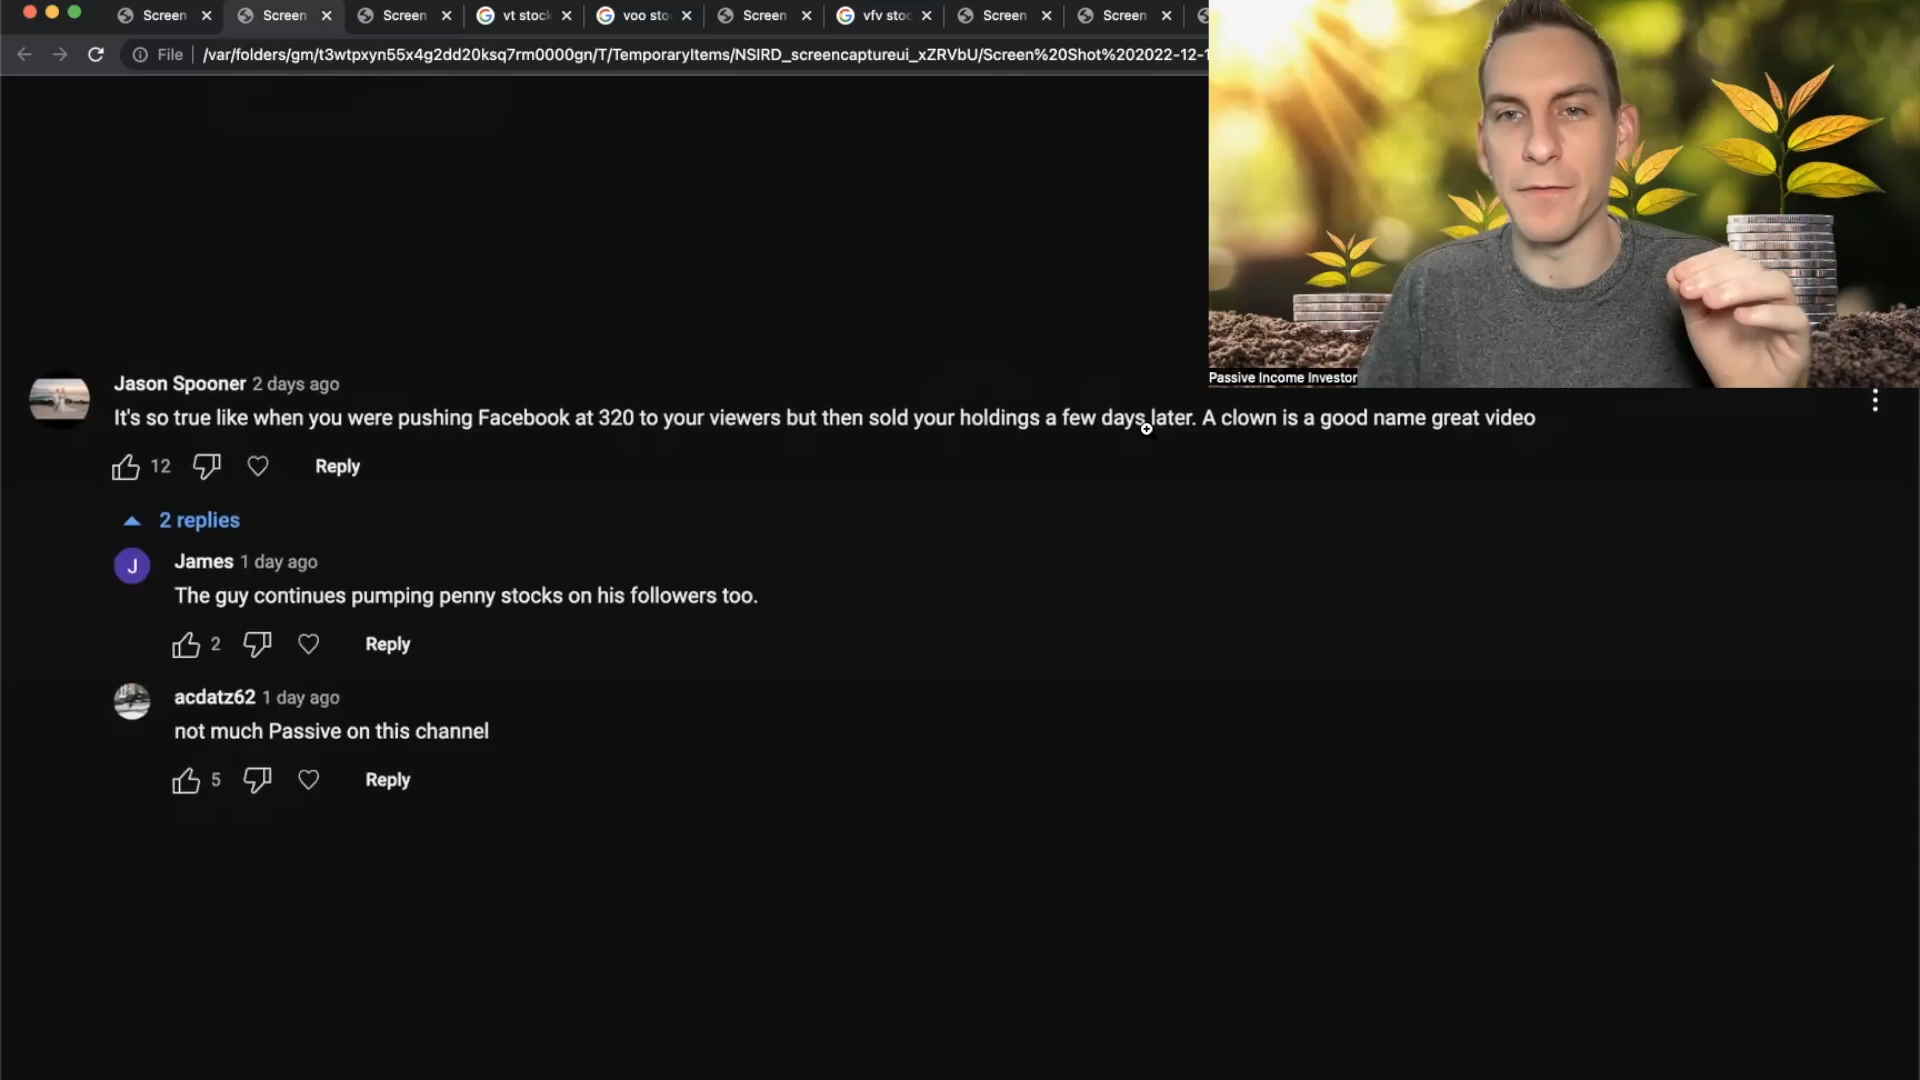 Screen
Screen
Screen
vt stock
voo sto
Screen
vfv stoc
Screen
Screen
File
/var/folders/gm/t3wtpxyn55x4g2dd20ksq7rm0000gn/T/TemporaryItems/NSIRD_screencaptureui_xZRVbU/Screen%20Shot%202022-12-1
Passive Income Investor
Jason Spooner 2 days ago
It's so true like when you were pushing Facebook at 320 to your viewers but then sold your holdings a few days later. A clown is a good name great video
12 Reply
2 replies
J
James 1 day ago
The guy continues pumping penny stocks on his followers too.
2 Reply
acdatz62 1 day ago
not much Passive on this channel
5 Reply